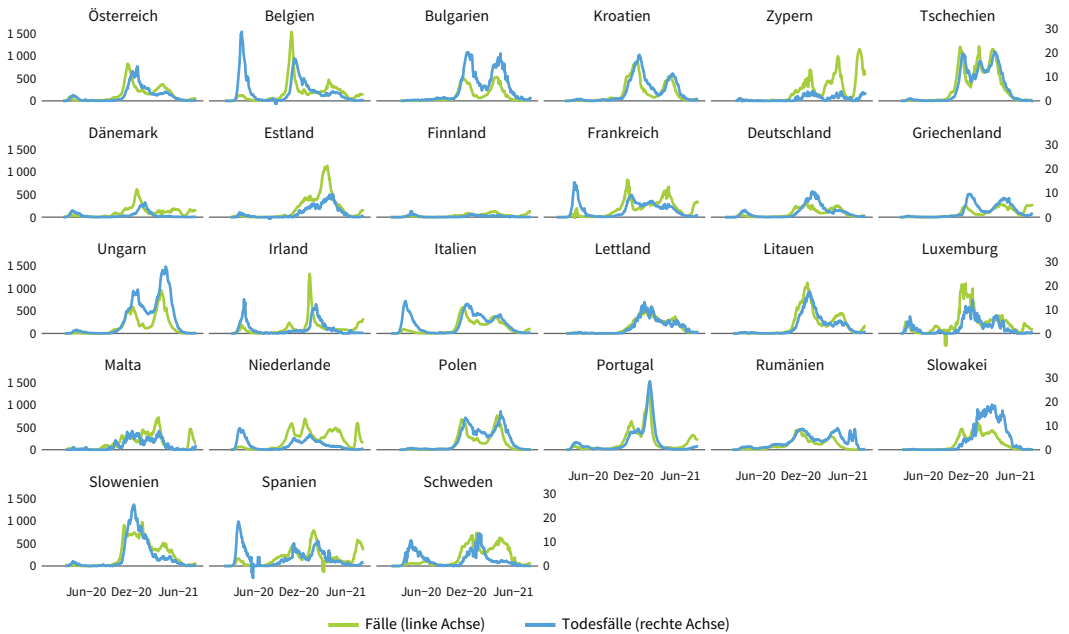 Österreich Belgien Bulgarien Kroatien Zypern Tschechien
1 500 30
1 000 20
500 10
0 0
Dänemark Estland Finnland Frankreich Deutschland Griechenland
1 500 30
1 000 20
500 10
0 0
Ungarn Irland Italien Lettland Litauen Luxemburg
1 500 30
1 000 20
500 10
0 0
Malta Niederlande Polen Portugal Rumänien Slowakei
1 500 30
1 000 20
500 10
0 0
Jun–20 Dez–20 Jun–21 Jun–20 Dez–20 Jun–21 Jun–20 Dez–20 Jun–21
Slowenien Spanien Schweden
1 500 30
1 000 20
500 10
0 0
Jun–20 Dez–20 Jun–21 Jun–20 Dez–20 Jun–21 Jun–20 Dez–20 Jun–21
Fälle (linke Achse) Todesfälle (rechte Achse)